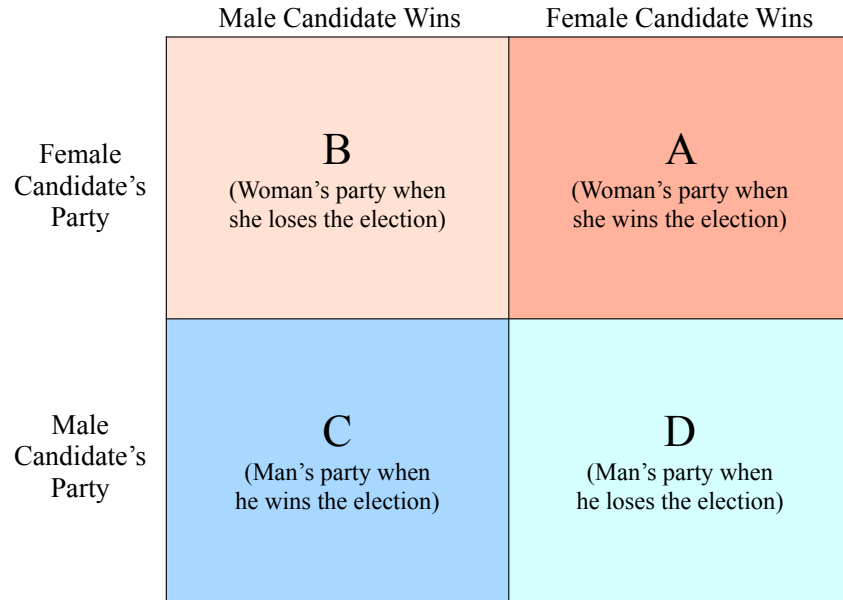 Male Candidate Wins
Female Candidate Wins
Female
Candidate’s
Party
B
(Woman’s party when
she loses the election)
A
(Woman’s party when
she wins the election)
Male
Candidate’s
Party
C
(Man’s party when
he wins the election)
D
(Man’s party when
he loses the election)